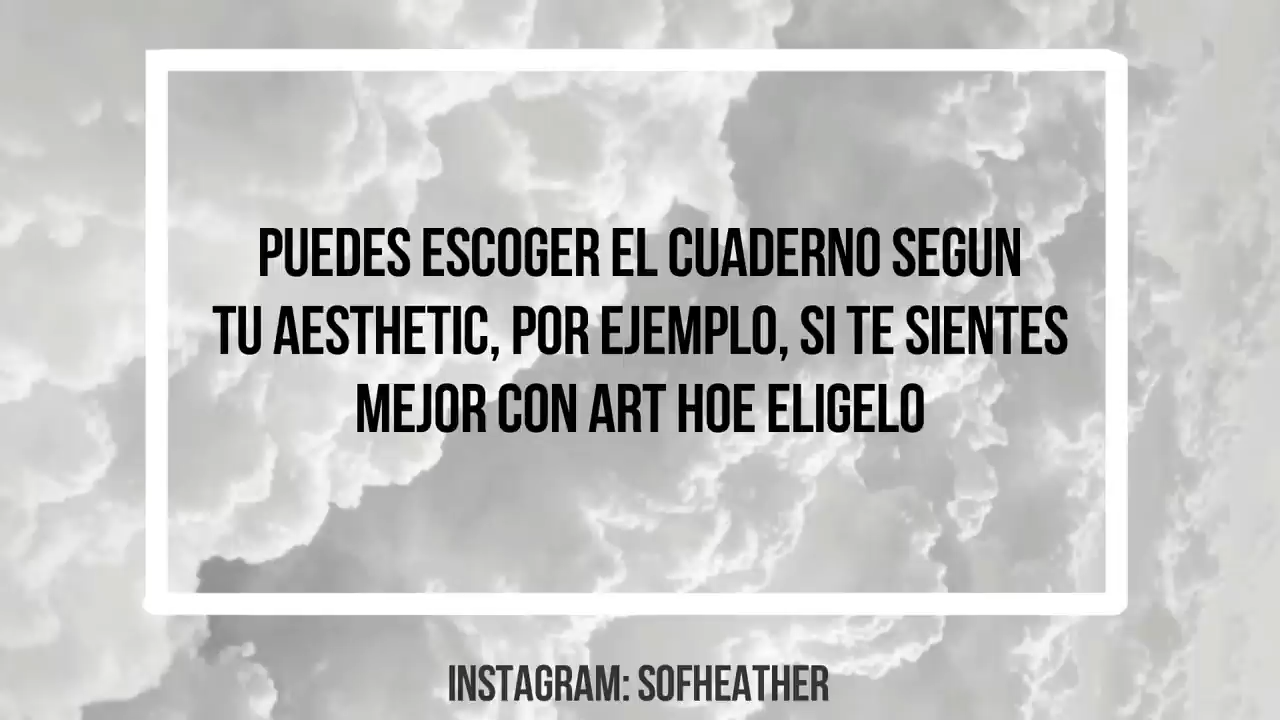 PUEDES ESCOGER EL CUADERNO SEGUN
TU AESTHETIC, POR EJEMPLO, SI TE SIENTES
MEJOR CON ART HOE ELIGELO
INSTAGRAM: SOFHEATHER